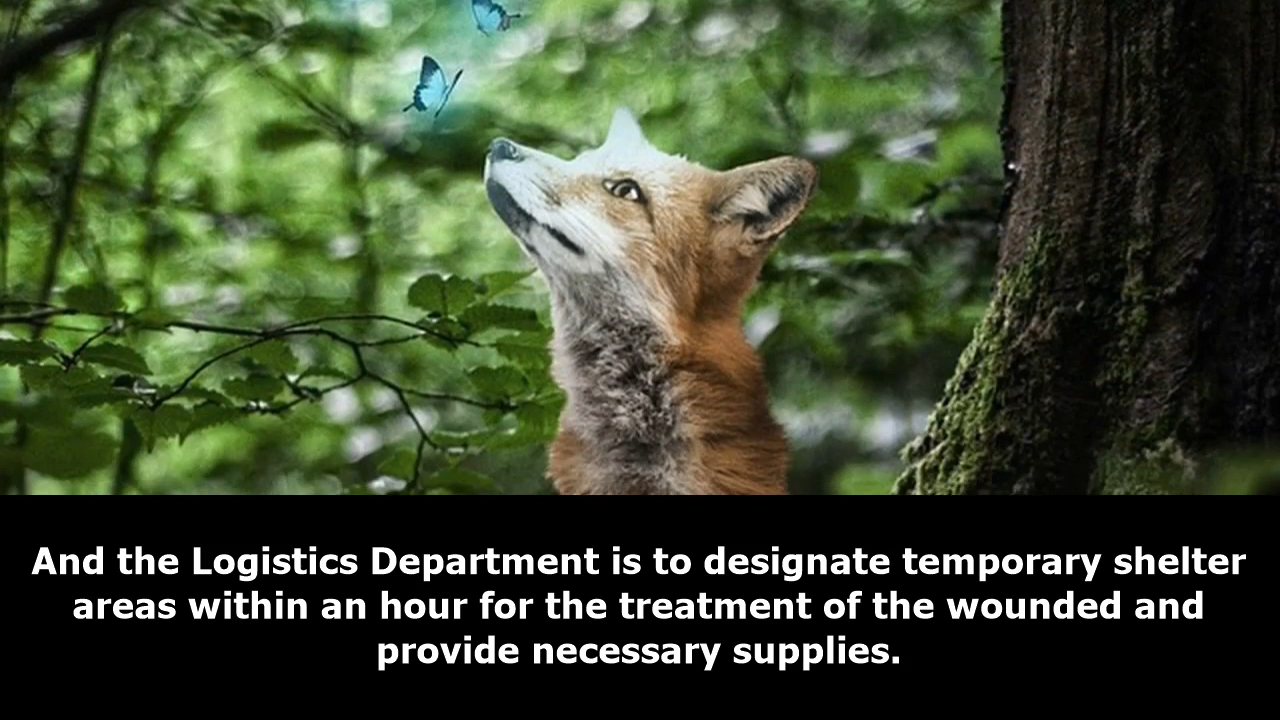 And the Logistics Department is to designate temporary shelter
areas within an hour for the treatment of the wounded and
provide necessary supplies.